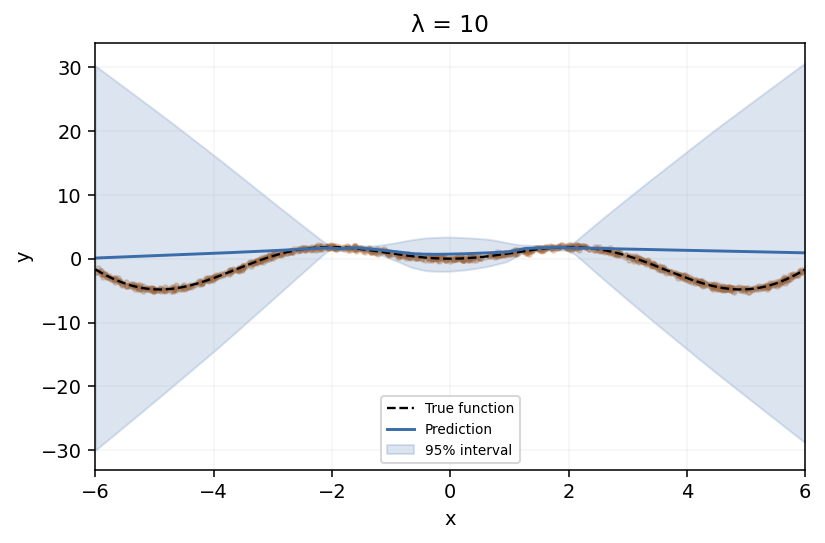 λ = 10
30
20
10
0
−10
−20
−30
y
True function
Prediction
95% interval
−6 −4 −2 0 2 4 6
x